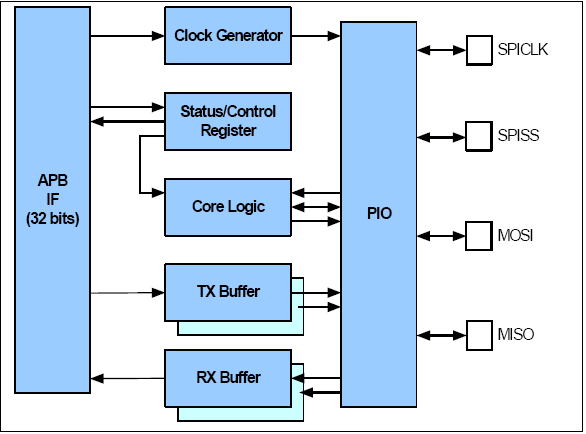 Clock Generator
SPICLK
Status/Control
Register
SPISS
APB
IF
(32 bits)
Core Logic
PIO
MOSI
TX Buffer
MISO
RX Buffer